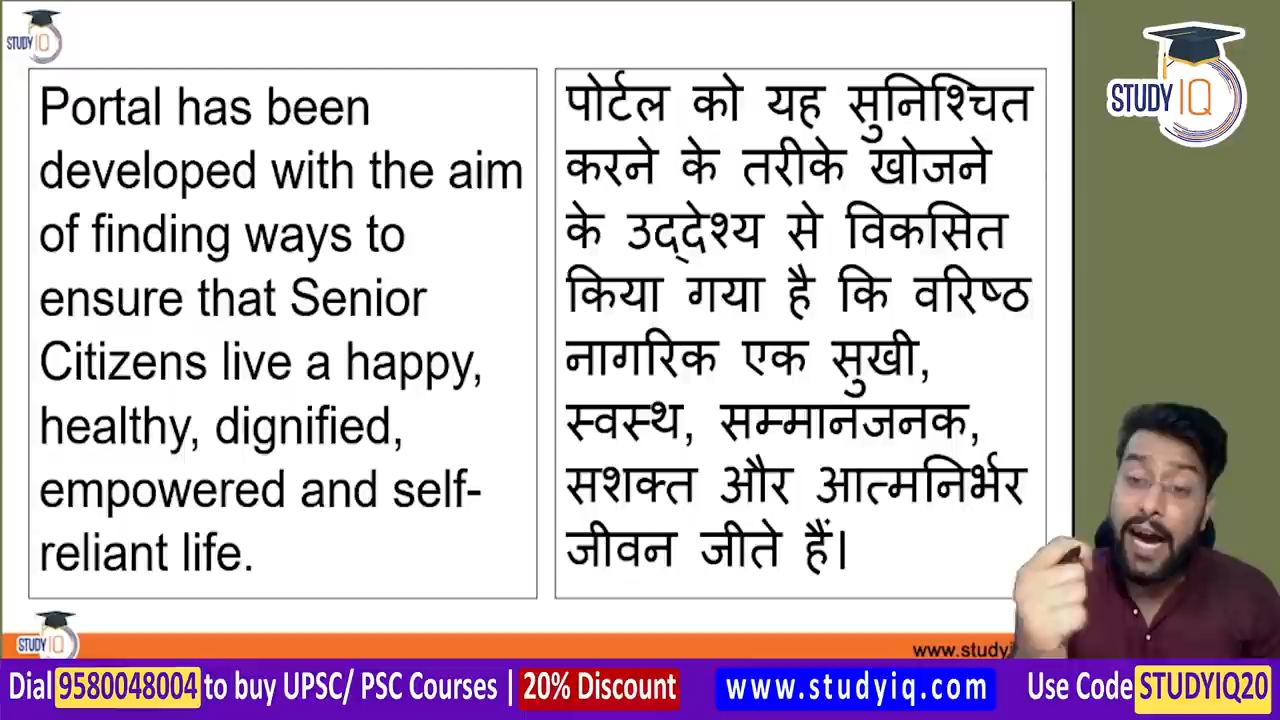 STUDY IQ
Portal has been
developed with the aim
of finding ways to
ensure that Senior
Citizens live a happy,
healthy, dignified,
empowered and self-
reliant life.
पोर्टल को यह सुनिश्चित
करने के तरीके खोजने
के उद्देश्य से विकसित
किया गया है कि वरिष्ठ
नागरिक एक सुखी,
स्वस्थ, सम्मानजनक,
सशक्त और आत्मनिर्भर
जीवन जीते हैं।
STUDY IQ
STUDY IQ
www.studyi
Dial 9580048004 to buy UPSC/ PSC Courses | 20% Discount www.studyiq.com Use Code STUDYIQ20